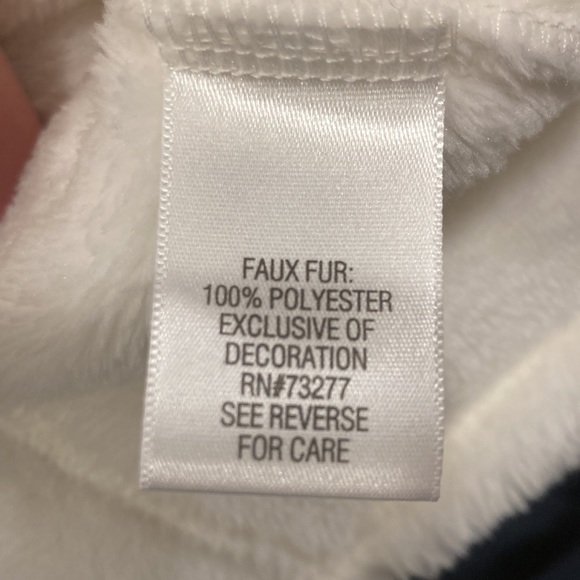 FAUX FUR:
100% POLYESTER
EXCLUSIVE OF
DECORATION
RN#73277
SEE REVERSE
FOR CARE